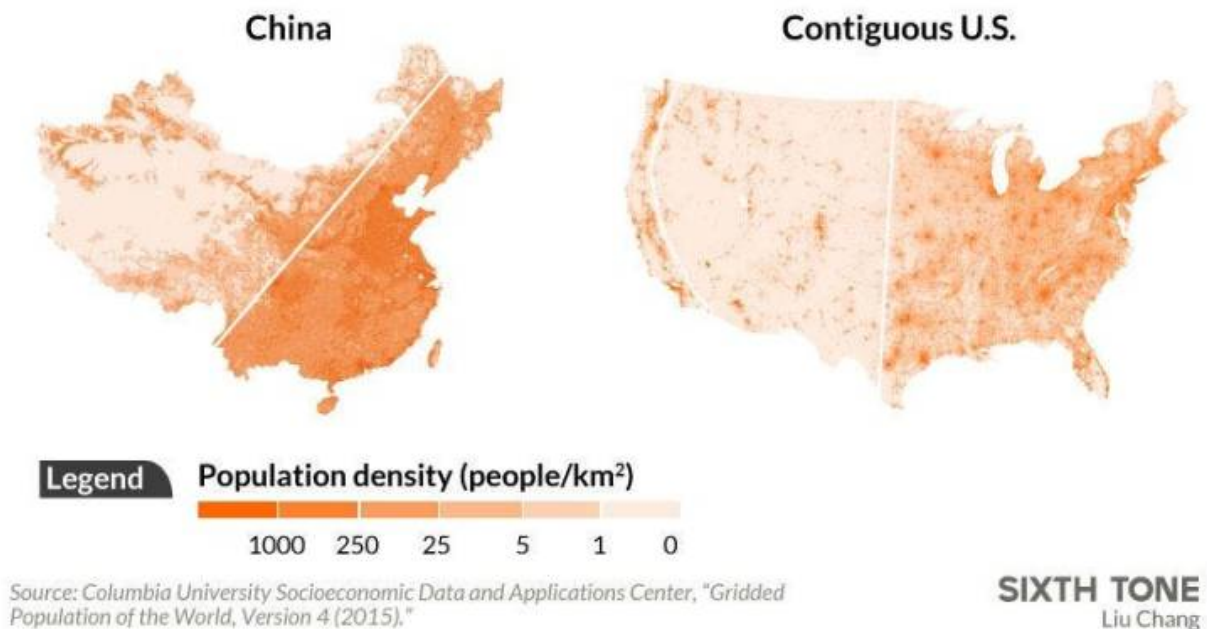 China
Contiguous U.S.
Legend
Population density (people/km²)
1000 250 25 5 1 0
Source: Columbia University Socioeconomic Data and Applications Center, “Gridded
Population of the World, Version 4 (2015).”
SIXTH TONE
Liu Chang